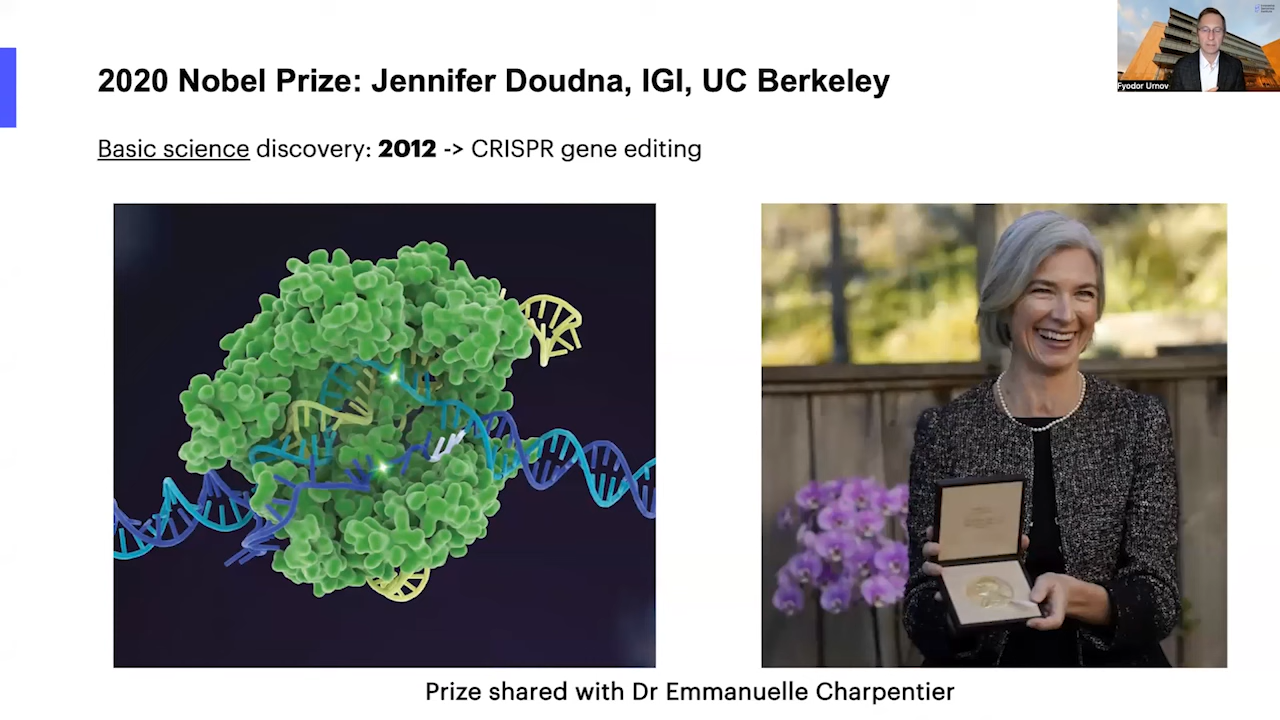 2020 Nobel Prize: Jennifer Doudna, IGI, UC Berkeley
Fyodor Urnov
Basic science discovery: 2012 -> CRISPR gene editing
Prize shared with Dr Emmanuelle Charpentier